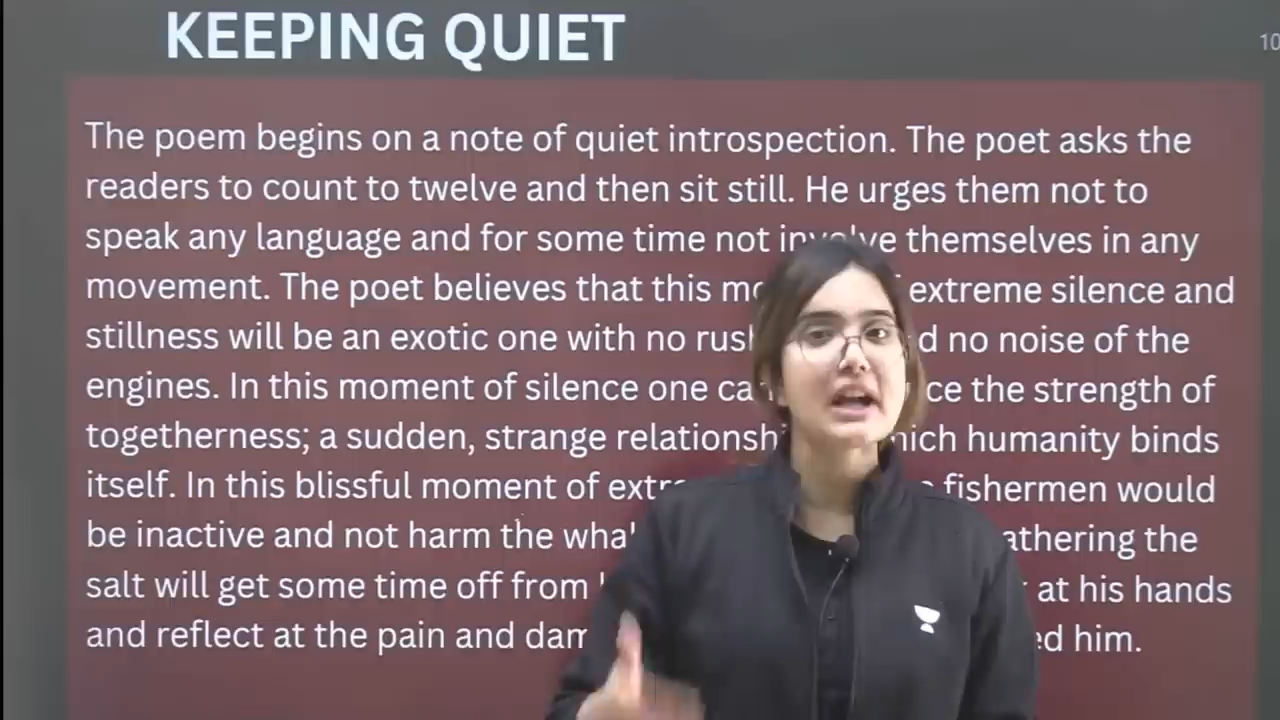 KEEPING QUIET
10
The poem begins on a note of quiet introspection. The poet asks the
readers to count to twelve and then sit still. He urges them not to
speak any language and for some time not involve themselves in any
movement. The poet believes that this extreme silence and
stillness will be an exotic one with no rush no noise of the
engines. In this moment of silence one the strength of
togetherness; a sudden, strange humanity binds
itself. In this blissful moment of fishermen would
be inactive and not harm the the
salt will get some time off from at his hands
and reflect at the pain and him.